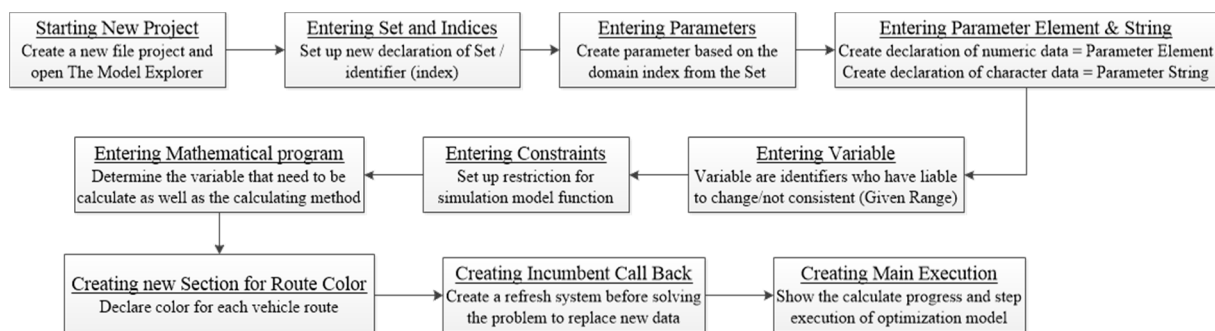 Starting New Project
Create a new file project and
open The Model Explorer
Entering Set and Indices
Set up new declaration of Set /
identifier (index)
Entering Parameters
Create parameter based on the
domain index from the Set
Entering Parameter Element & String
Create declaration of numeric data = Parameter Element
Create declaration of character data = Parameter String
Entering Variable
Variable are identifiers who have liable
to change/not consistent (Given Range)
Entering Constraints
Set up restriction for
simulation model function
Entering Mathematical program
Determine the variable that need to be
calculate as well as the calculating method
Creating new Section for Route Color
Declare color for each vehicle route
Creating Incumbent Call Back
Create a refresh system before solving
the problem to replace new data
Creating Main Execution
Show the calculate progress and step
execution of optimization model